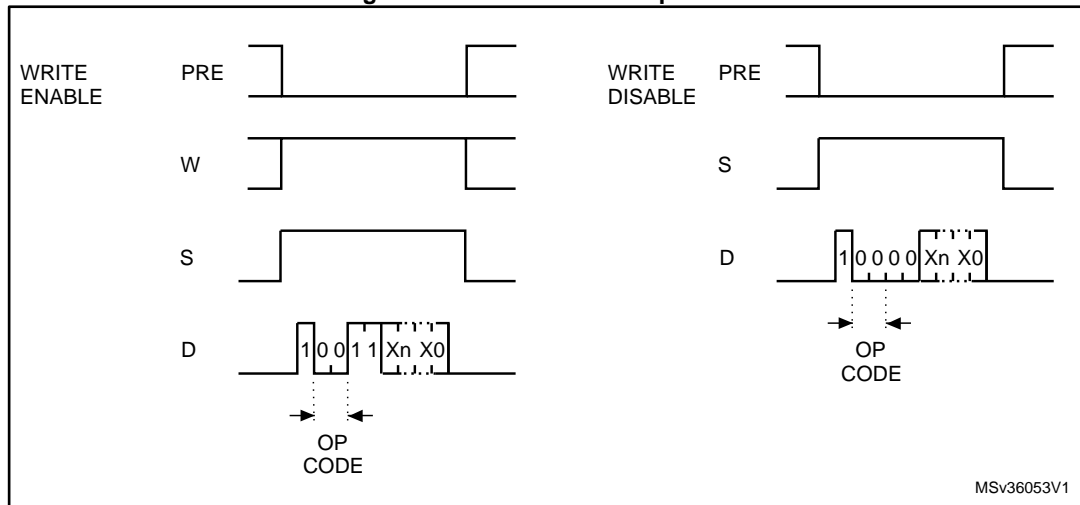 WRITE
ENABLE
PRE
W
S
D
1 0 0 1 1 Xn X0
OP
CODE
WRITE
DISABLE
PRE
S
D
1 0 0 0 0 Xn X0
OP
CODE
MSv36053V1